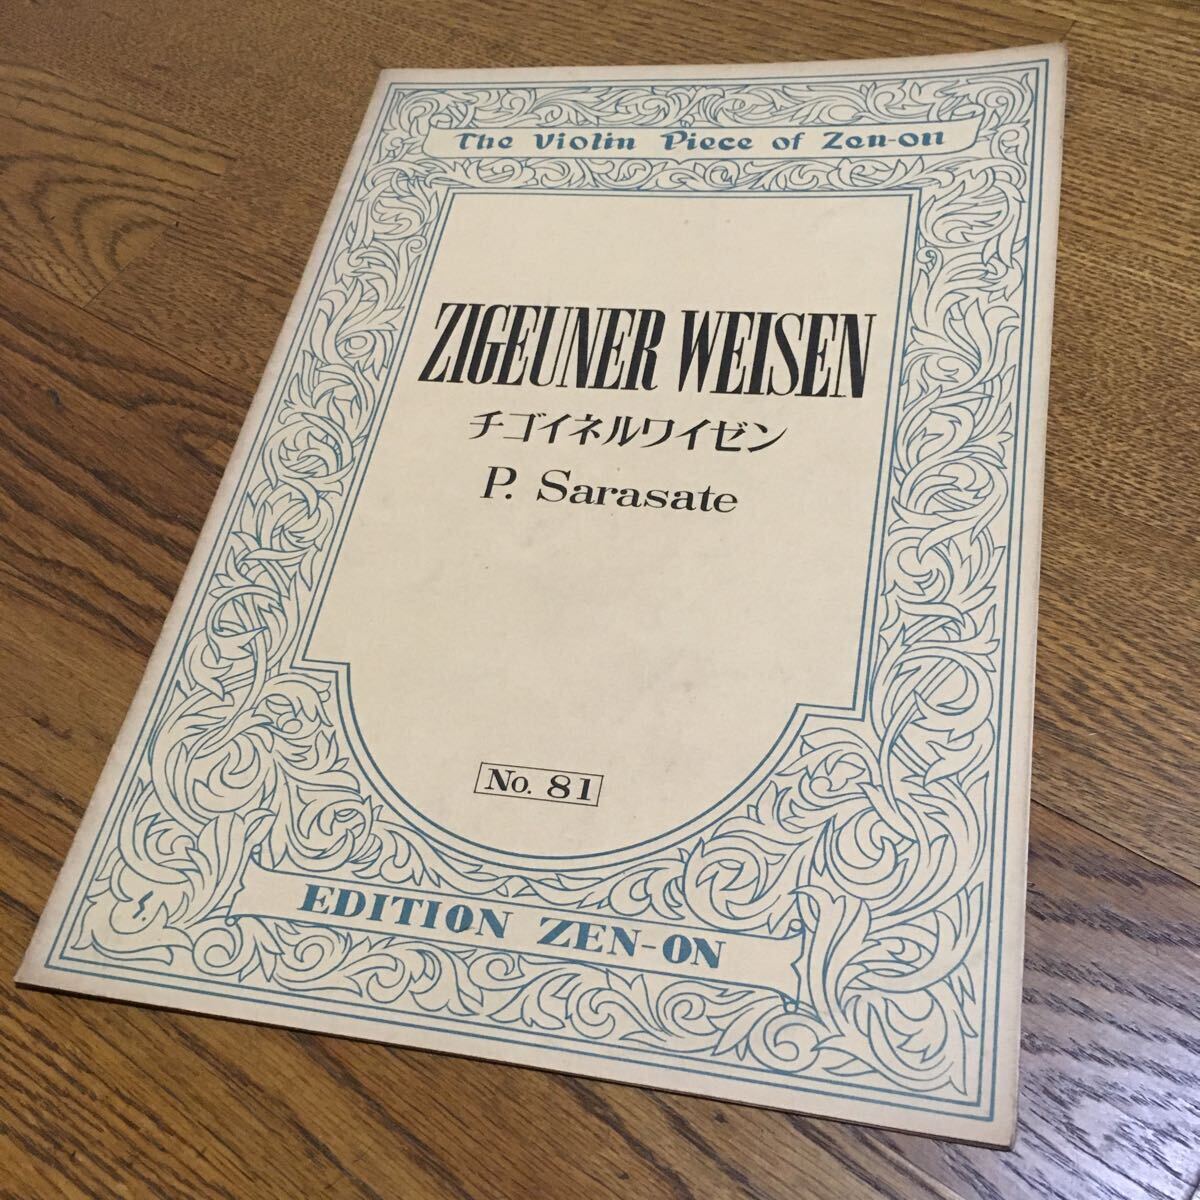 The Violin Piece of Zen-on
ZIGEUNER WEISEN
チゴイネルワイゼン
P. Sarasate
No. 81
EDITION ZEN-ON
S.